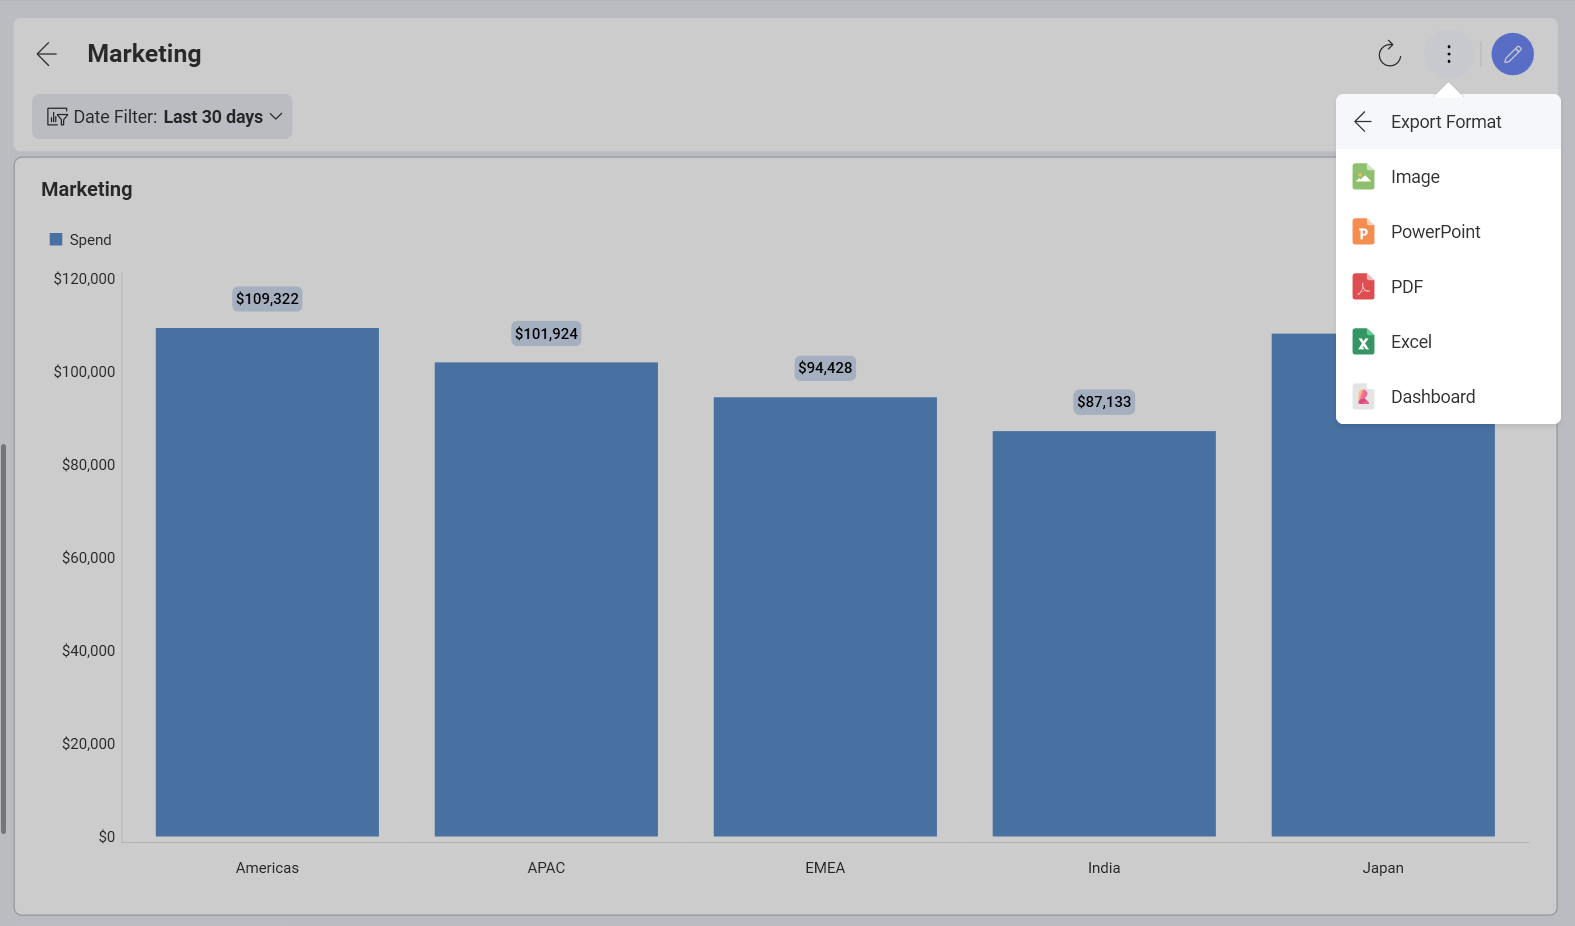 Marketing
Date Filter: Last 30 days
Export Format
Image
PowerPoint
PDF
Excel
Dashboard
Marketing
Spend
$120,000
$100,000
$80,000
$60,000
$40,000
$20,000
$0
$109,322
$101,924
$94,428
$87,133
Americas
APAC
EMEA
India
Japan